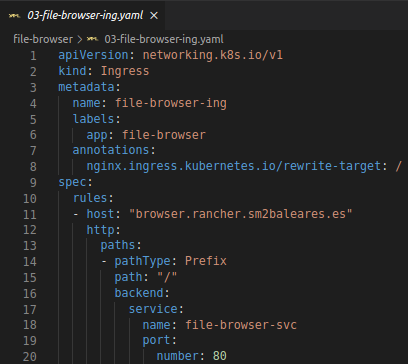 03-file-browser-ing.yaml ×
file-browser > 03-file-browser-ing.yaml
1 apiVersion: networking.k8s.io/v1
2 kind: Ingress
3 metadata:
4   name: file-browser-ing
5   labels:
6     app: file-browser
7   annotations:
8     nginx.ingress.kubernetes.io/rewrite-target: /
9 spec:
10   rules:
11   - host: "browser.rancher.sm2baleares.es"
12     http:
13       paths:
14       - pathType: Prefix
15         path: "/"
16         backend:
17           service:
18             name: file-browser-svc
19             port:
20               number: 80